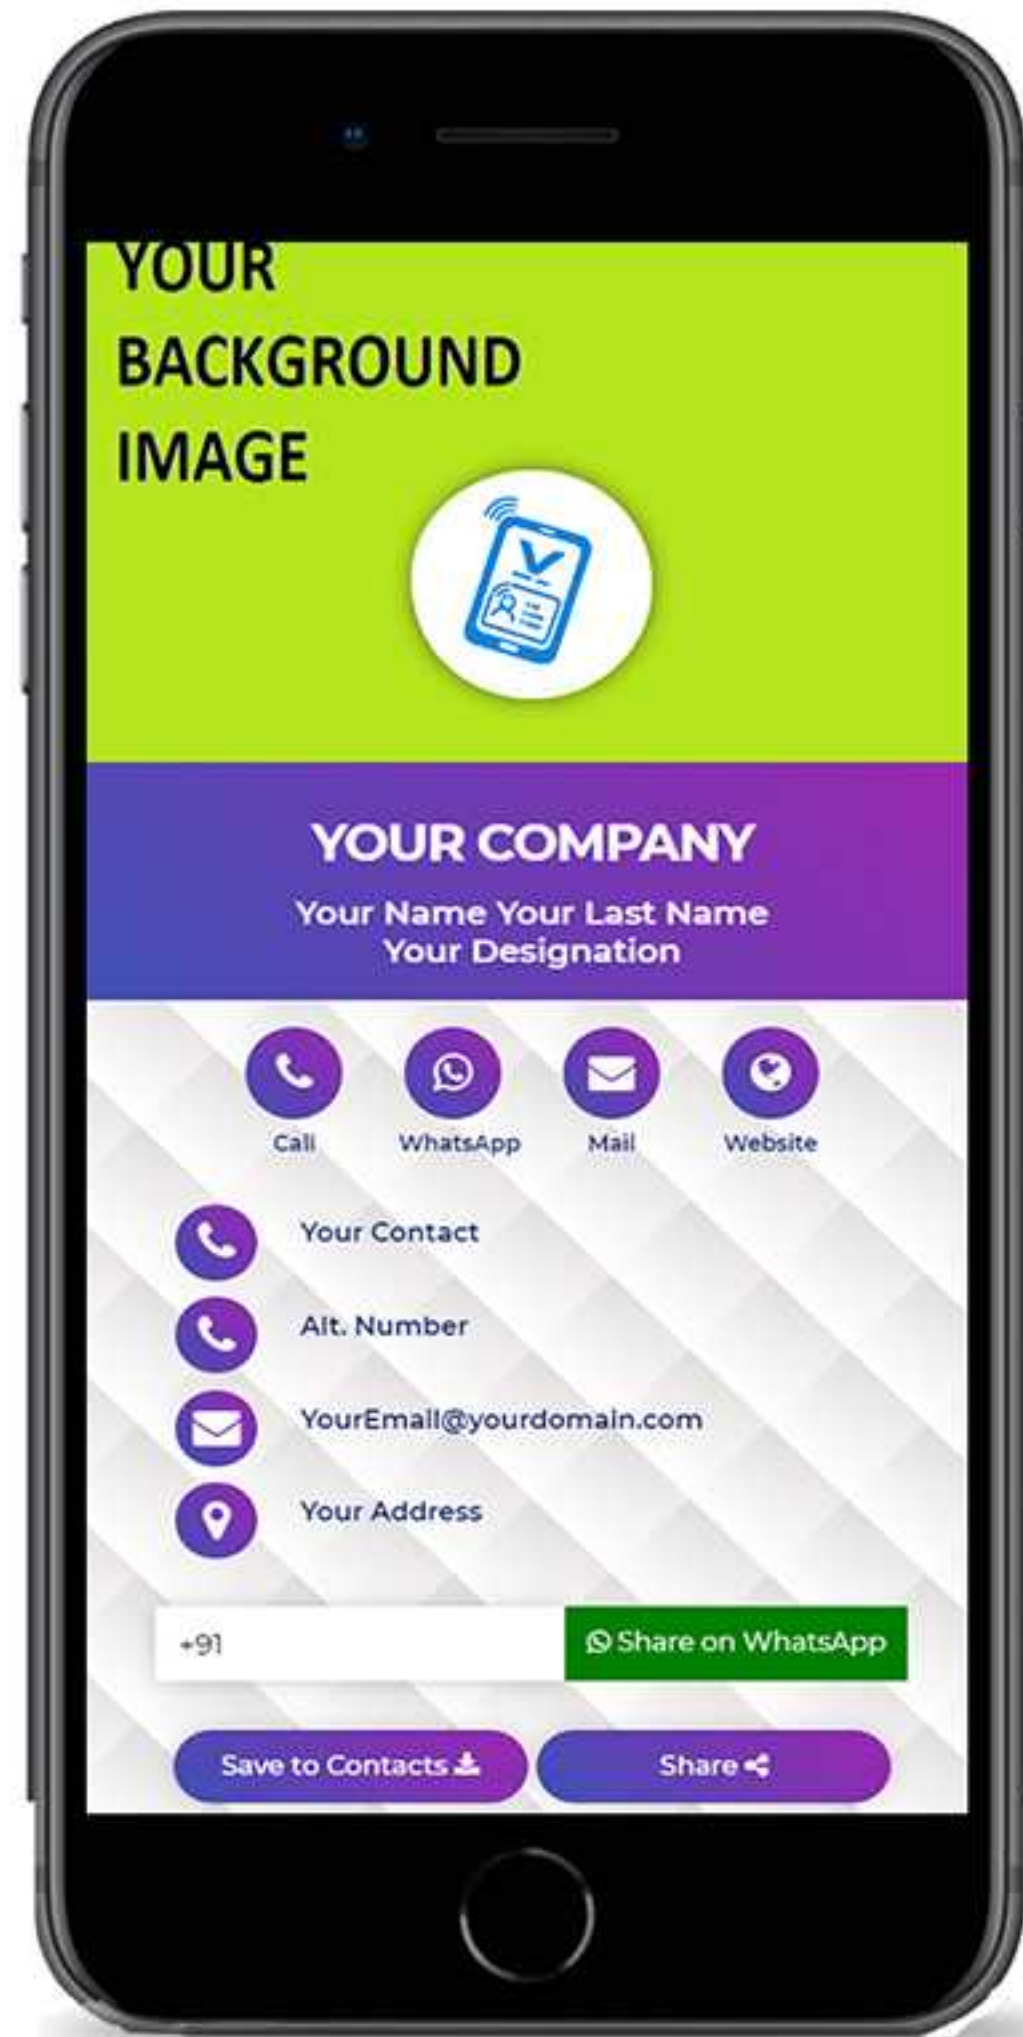 YOUR
BACKGROUND
IMAGE
YOUR COMPANY
Your Name Your Last Name
Your Designation
Call WhatsApp Mail Website
Your Contact
Alt. Number
YourEmail@yourdomain.com
Your Address
+91 Share on WhatsApp
Save to Contacts Share